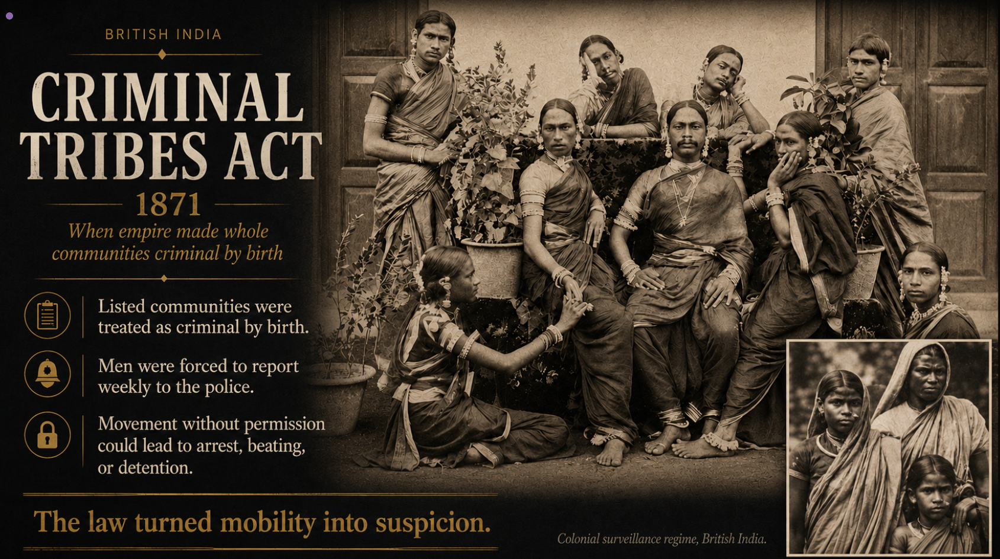 BRITISH INDIA
CRIMINAL
TRIBES ACT
1871
When empire made whole
communities criminal by birth
Listed communities were
treated as criminal by birth.
Men were forced to report
weekly to the police.
Movement without permission
could lead to arrest, beating,
or detention.
The law turned mobility into suspicion.
Colonial surveillance regime, British India.